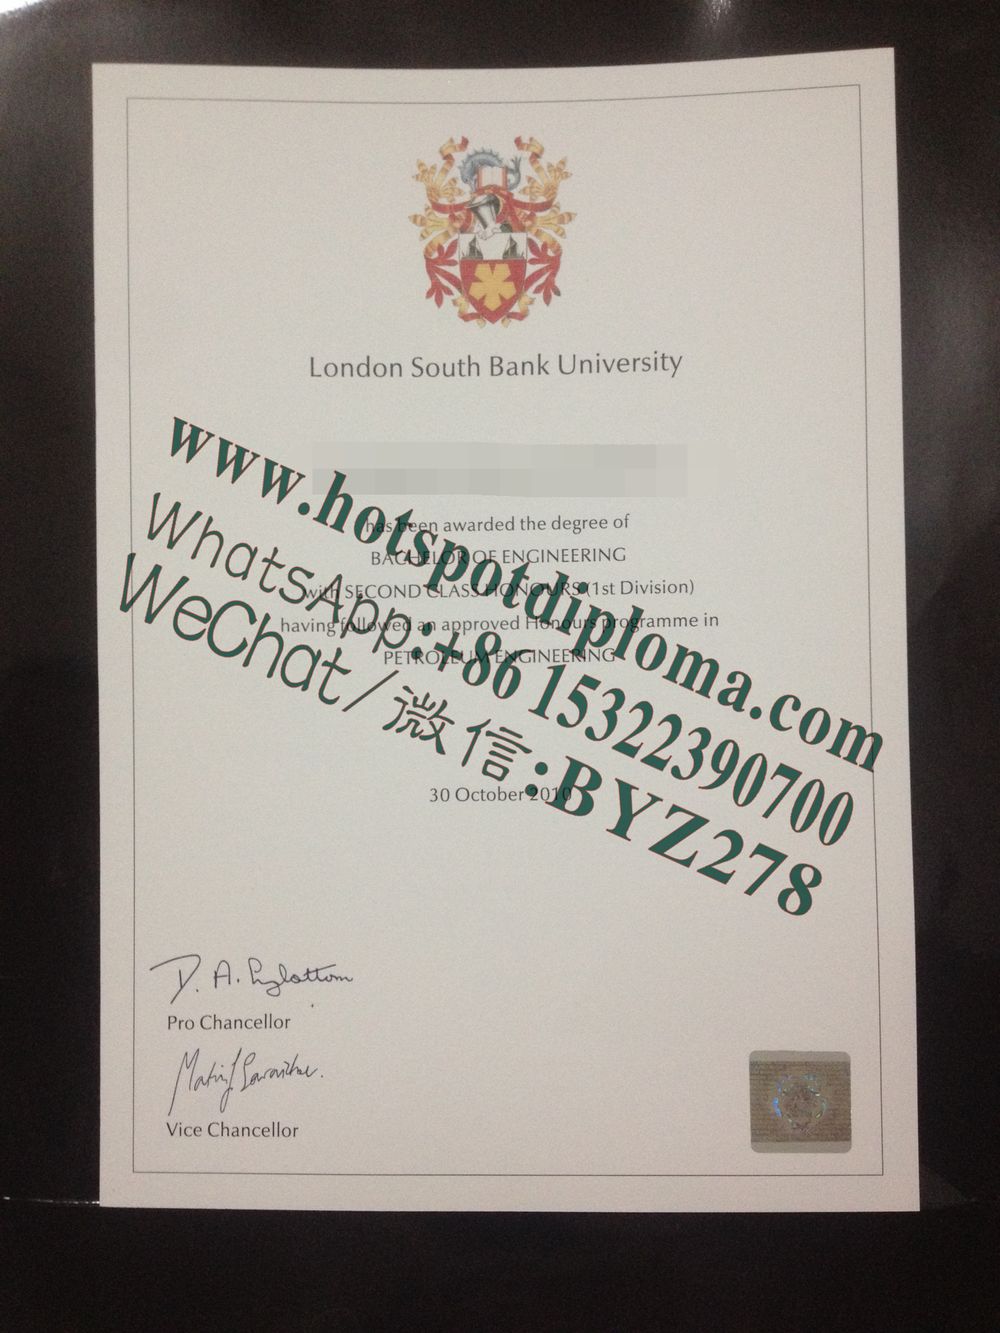 London South Bank University
www.hotspotdiploma.com
has been awarded the degree of
BACHELOR OF ENGINEERING
with SECOND CLASS HONOURS (1st Division)
having followed an approved Honours programme in
PETROLEUM ENGINEERING
WhatsApp:+86 15322390700
WeChat/微信:BYZ278
30 October 2010
D. A.
Pro Chancellor
Vice Chancellor